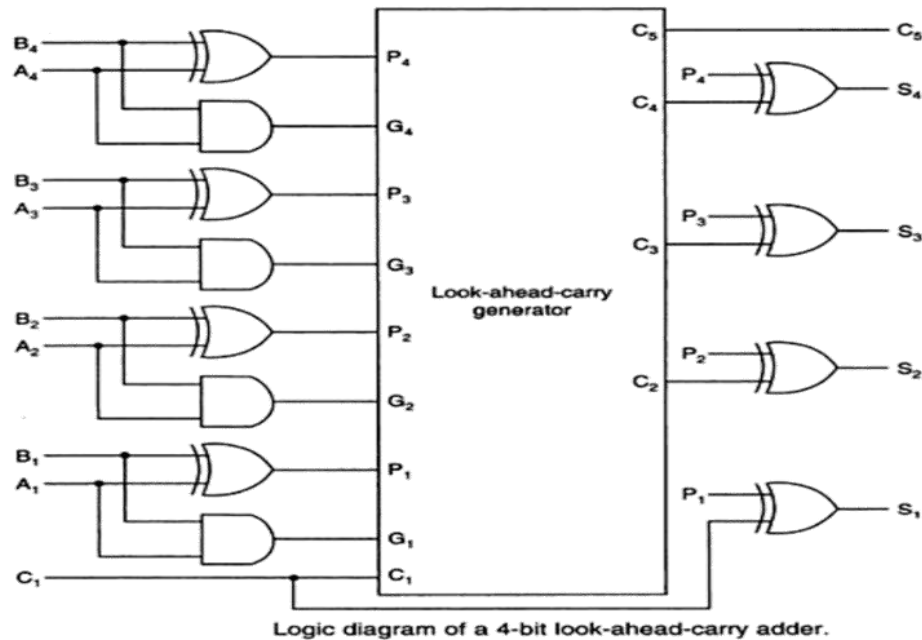 B₄
A₄
P₄
G₄
B₃
A₃
P₃
G₃
B₂
A₂
P₂
G₂
B₁
A₁
P₁
G₁
C₁
C₁
Look-ahead-carry
generator
C₅
C₅
P₄
C₄
S₄
P₃
C₃
S₃
P₂
C₂
S₂
P₁
S₁
Logic diagram of a 4-bit look-ahead-carry adder.